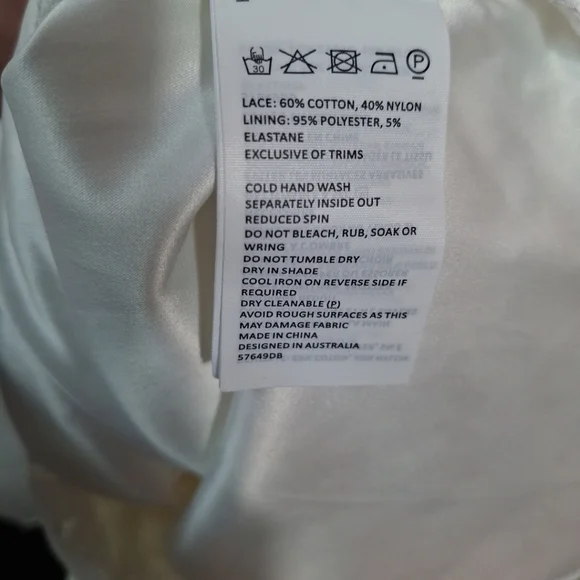 30
P
LACE: 60% COTTON, 40% NYLON
LINING: 95% POLYESTER, 5%
ELASTANE
EXCLUSIVE OF TRIMS
COLD HAND WASH
SEPARATELY INSIDE OUT
REDUCED SPIN
DO NOT BLEACH, RUB, SOAK OR
WRING
DO NOT TUMBLE DRY
DRY IN SHADE
COOL IRON ON REVERSE SIDE IF
REQUIRED
DRY CLEANABLE (P)
AVOID ROUGH SURFACES AS THIS
MAY DAMAGE FABRIC
MADE IN CHINA
DESIGNED IN AUSTRALIA
57649DB